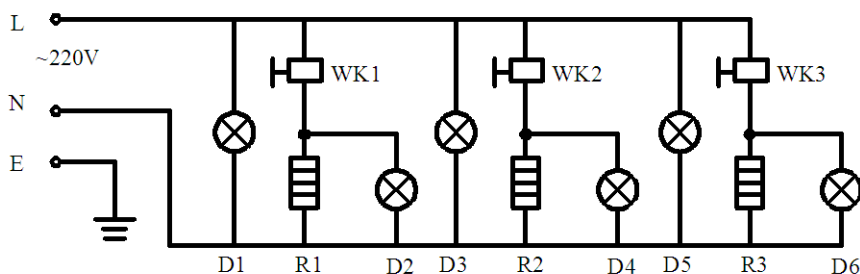 L
~220V
WK1
WK2
WK3
N
E
D1 R1 D2 D3 R2 D4 D5 R3 D6